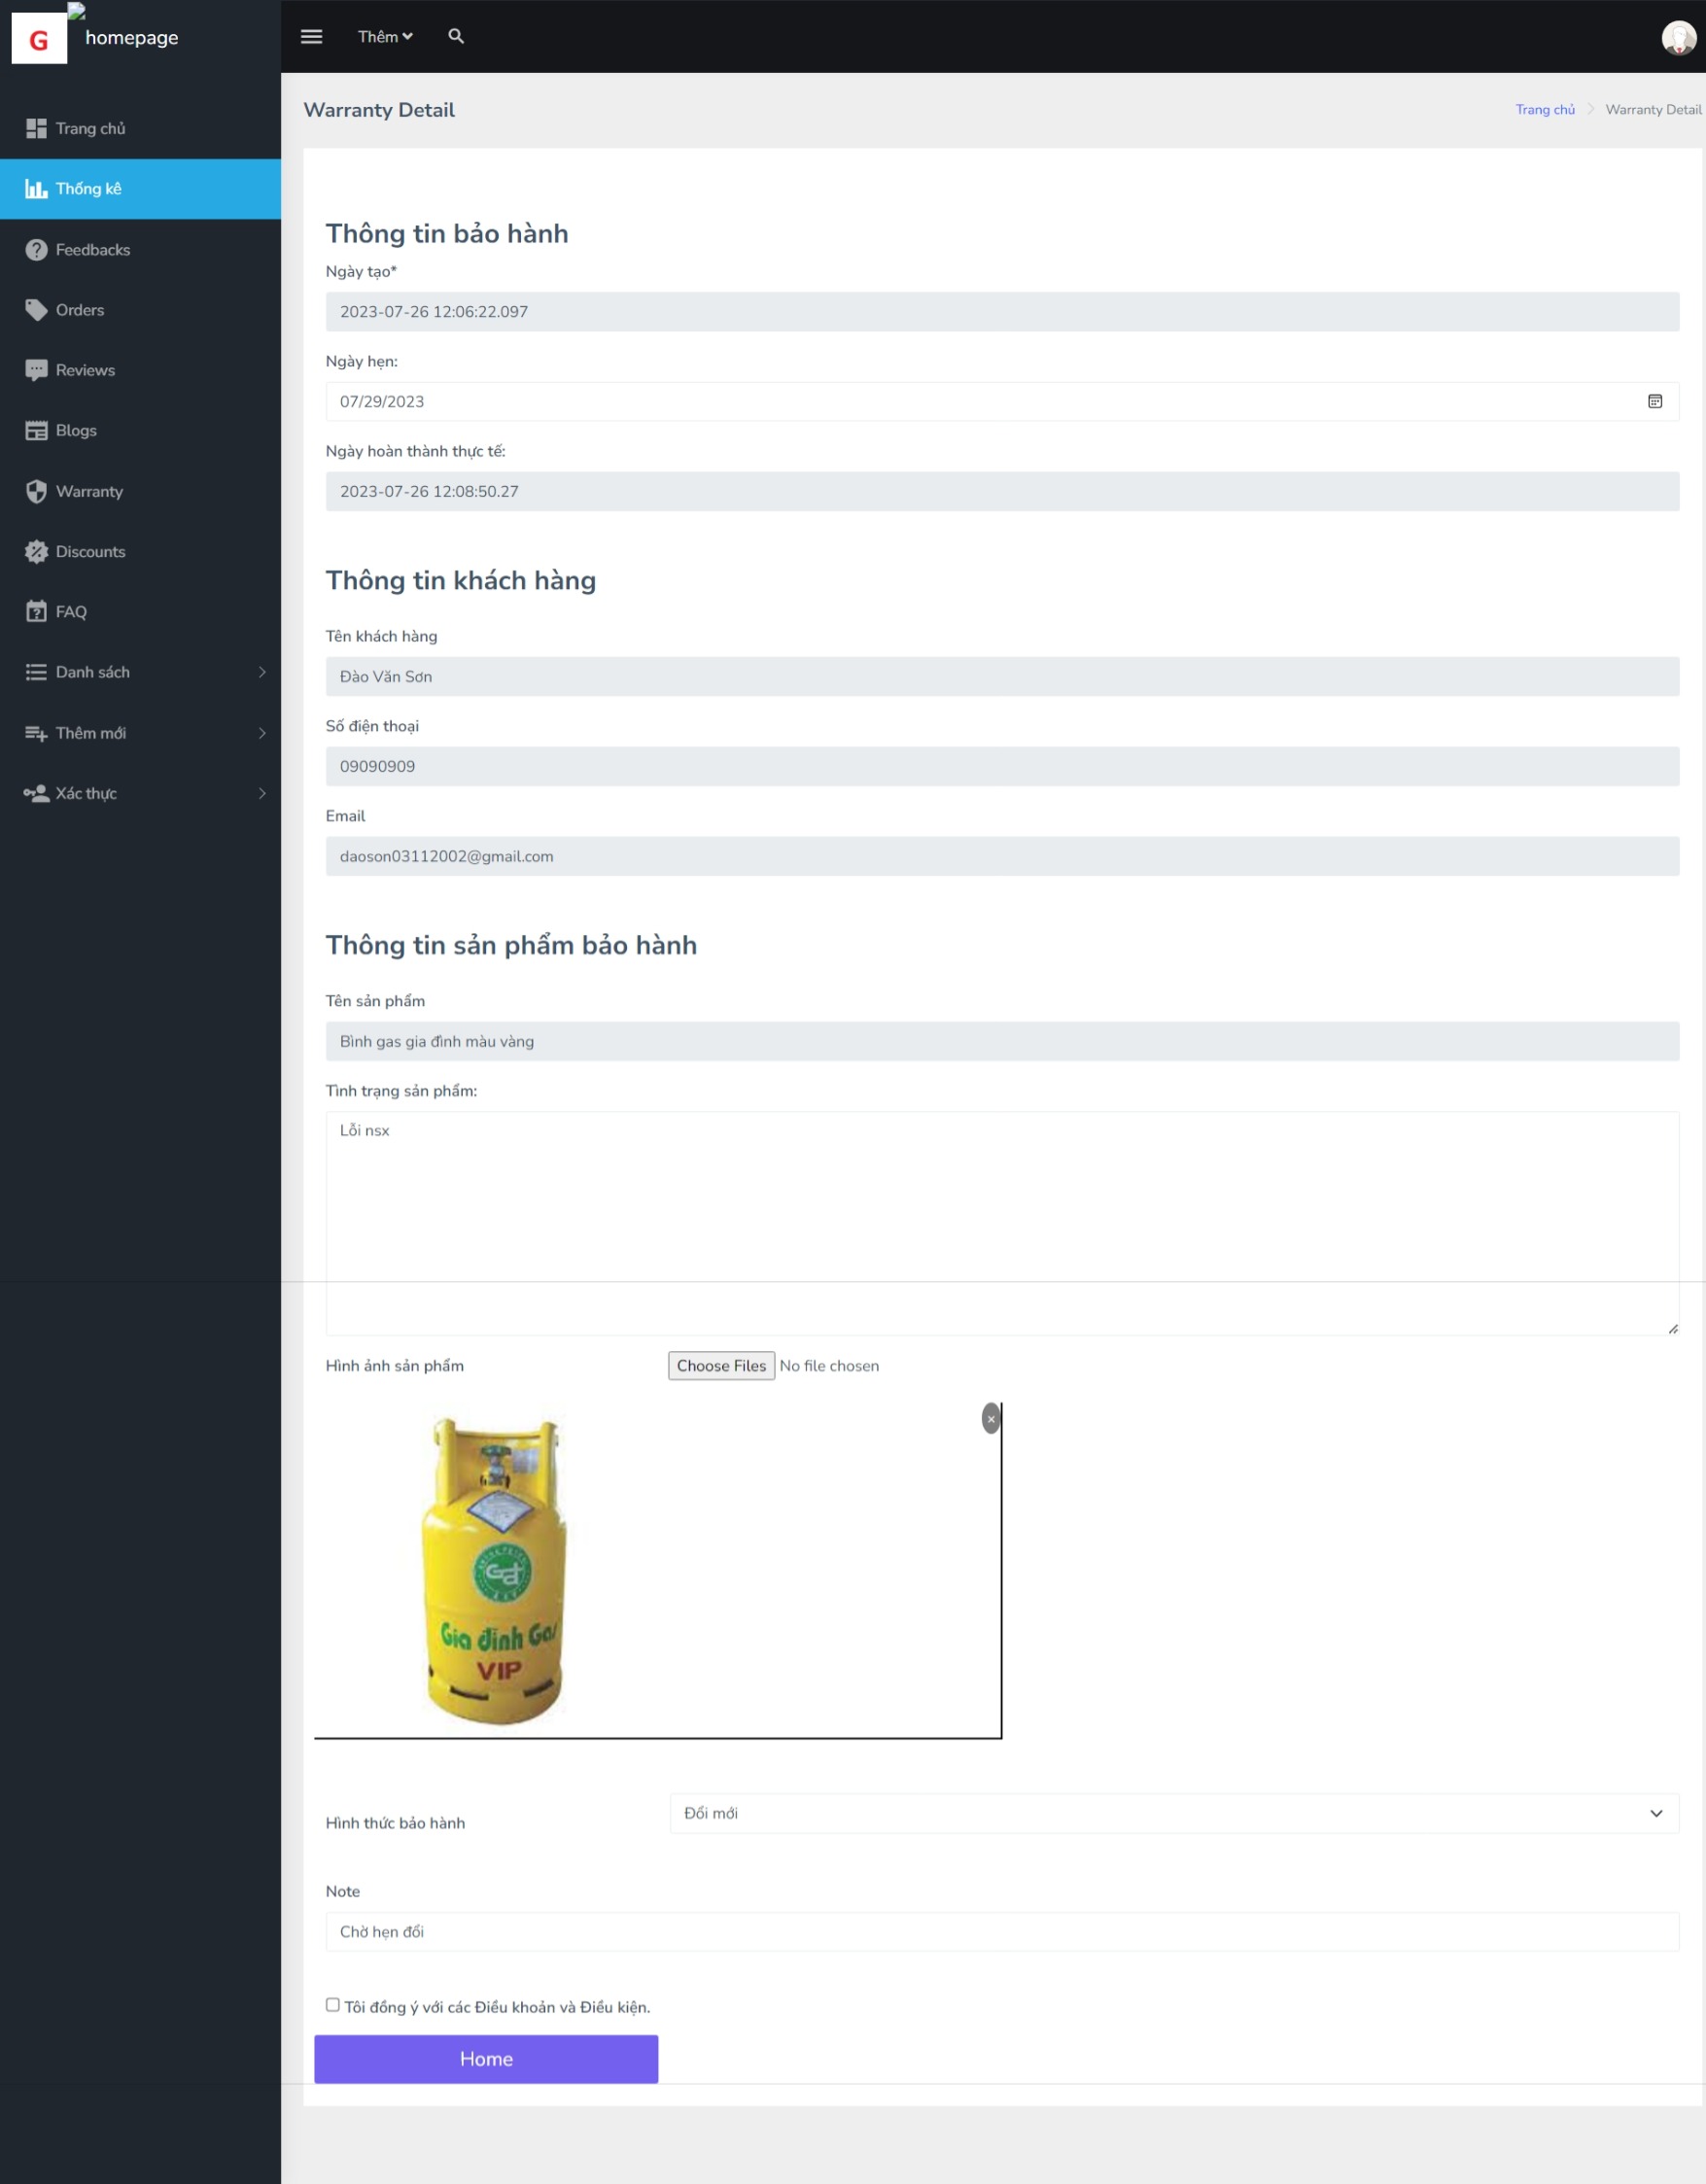 G
homepage
Thêm
Trang chủ
Thống kê
Feedbacks
Orders
Reviews
Blogs
Warranty
Discounts
FAQ
Danh sách
Thêm mới
Xác thực
Warranty Detail
Trang chủ > Warranty Detail
Thông tin bảo hành
Ngày tạo*
2023-07-26 12:06:22.097
Ngày hẹn:
07/29/2023
Ngày hoàn thành thực tế:
2023-07-26 12:08:50.27
Thông tin khách hàng
Tên khách hàng
Đào Văn Sơn
Số điện thoại
09090909
Email
daoson03112002@gmail.com
Thông tin sản phẩm bảo hành
Tên sản phẩm
Bình gas gia đình màu vàng
Tình trạng sản phẩm:
Lỗi nsx
Hình ảnh sản phẩm
Choose Files No file chosen
×
Gia đình Gas
VIP
Hình thức bảo hành
Đổi mới
Note
Chờ hẹn đổi
Tôi đồng ý với các Điều khoản và Điều kiện.
Home